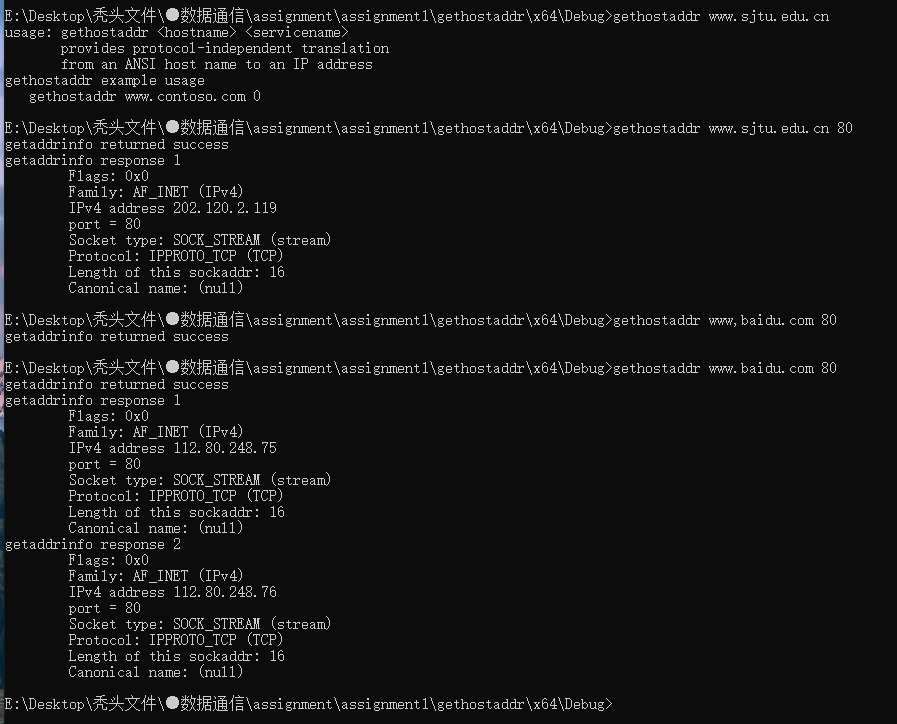 E:\Desktop\秃头文件\●数据通信\assignment\assignment1\gethostaddr\x64\Debug>gethostaddr www.sjtu.edu.cn
usage: gethostaddr <hostname> <servicename>
       provides protocol-independent translation
       from an ANSI host name to an IP address
gethostaddr example usage
   gethostaddr www.contoso.com 0
E:\Desktop\秃头文件\●数据通信\assignment\assignment1\gethostaddr\x64\Debug>gethostaddr www.sjtu.edu.cn 80
getaddrinfo returned success
getaddrinfo response 1
        Flags: 0x0
        Family: AF_INET (IPv4)
        IPv4 address 202.120.2.119
        port = 80
        Socket type: SOCK_STREAM (stream)
        Protocol: IPPROTO_TCP (TCP)
        Length of this sockaddr: 16
        Canonical name: (null)
E:\Desktop\秃头文件\●数据通信\assignment\assignment1\gethostaddr\x64\Debug>gethostaddr www,baidu.com 80
getaddrinfo returned success
E:\Desktop\秃头文件\●数据通信\assignment\assignment1\gethostaddr\x64\Debug>gethostaddr www.baidu.com 80
getaddrinfo returned success
getaddrinfo response 1
        Flags: 0x0
        Family: AF_INET (IPv4)
        IPv4 address 112.80.248.75
        port = 80
        Socket type: SOCK_STREAM (stream)
        Protocol: IPPROTO_TCP (TCP)
        Length of this sockaddr: 16
        Canonical name: (null)
getaddrinfo response 2
        Flags: 0x0
        Family: AF_INET (IPv4)
        IPv4 address 112.80.248.76
        port = 80
        Socket type: SOCK_STREAM (stream)
        Protocol: IPPROTO_TCP (TCP)
        Length of this sockaddr: 16
        Canonical name: (null)
E:\Desktop\秃头文件\●数据通信\assignment\assignment1\gethostaddr\x64\Debug>